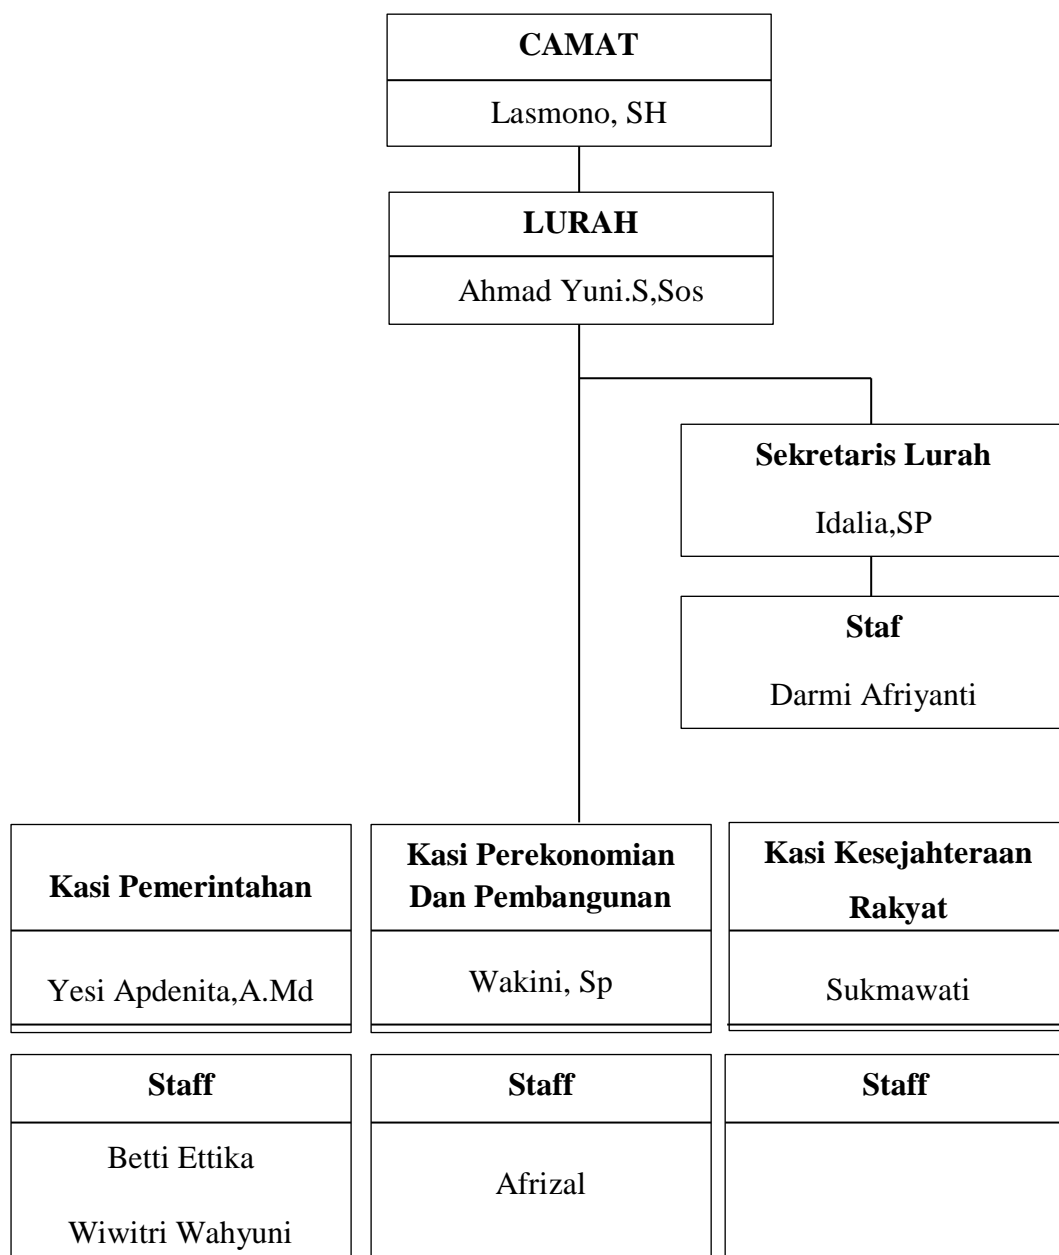 CAMAT
Lasmono, SH
LURAH
Ahmad Yuni.S,Sos
Sekretaris Lurah
Idalia,SP
Staf
Darmi Afriyanti
Kasi Pemerintahan
Yesi Apdenita,A.Md
Kasi Perekonomian
Dan Pembangunan
Wakini, Sp
Kasi Kesejahteraan
Rakyat
Sukmawati
Staff
Betti Ettika
Wiwitri Wahyuni
Staff
Afrizal
Staff